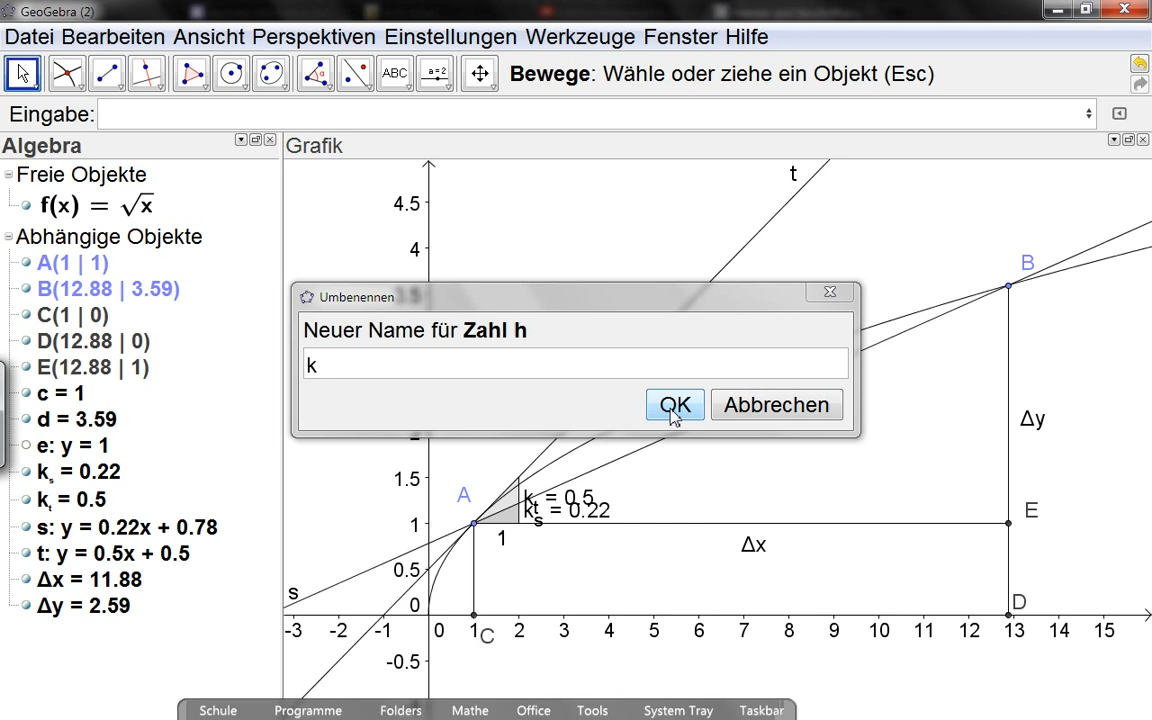 GeoGebra (2)
Datei Bearbeiten Ansicht Perspektiven Einstellungen Werkzeuge Fenster Hilfe
ABC
a=2
Bewege: Wähle oder ziehe ein Objekt (Esc)
Eingabe:
Algebra
Grafik
Freie Objekte
f(x) = √x
Abhängige Objekte
A(1 | 1)
B(12.88 | 3.59)
C(1 | 0)
D(12.88 | 0)
E(12.88 | 1)
c = 1
d = 3.59
e: y = 1
kₛ = 0.22
kₜ = 0.5
s: y = 0.22x + 0.78
t: y = 0.5x + 0.5
Δx = 11.88
Δy = 2.59
t
4.5
4
B
Umbenennen
Neuer Name für Zahl h
k
OK
Abbrechen
Δy
1.5
A
kₜ = 0.5
kₛ = 0.22
1
E
1
Δx
0.5
s
0
D
-3 -2 -1 0 1 2 3 4 5 6 7 8 9 10 11 12 13 14 15
C
-0.5
Schule Programme Folders Mathe Office Tools System Tray Taskbar